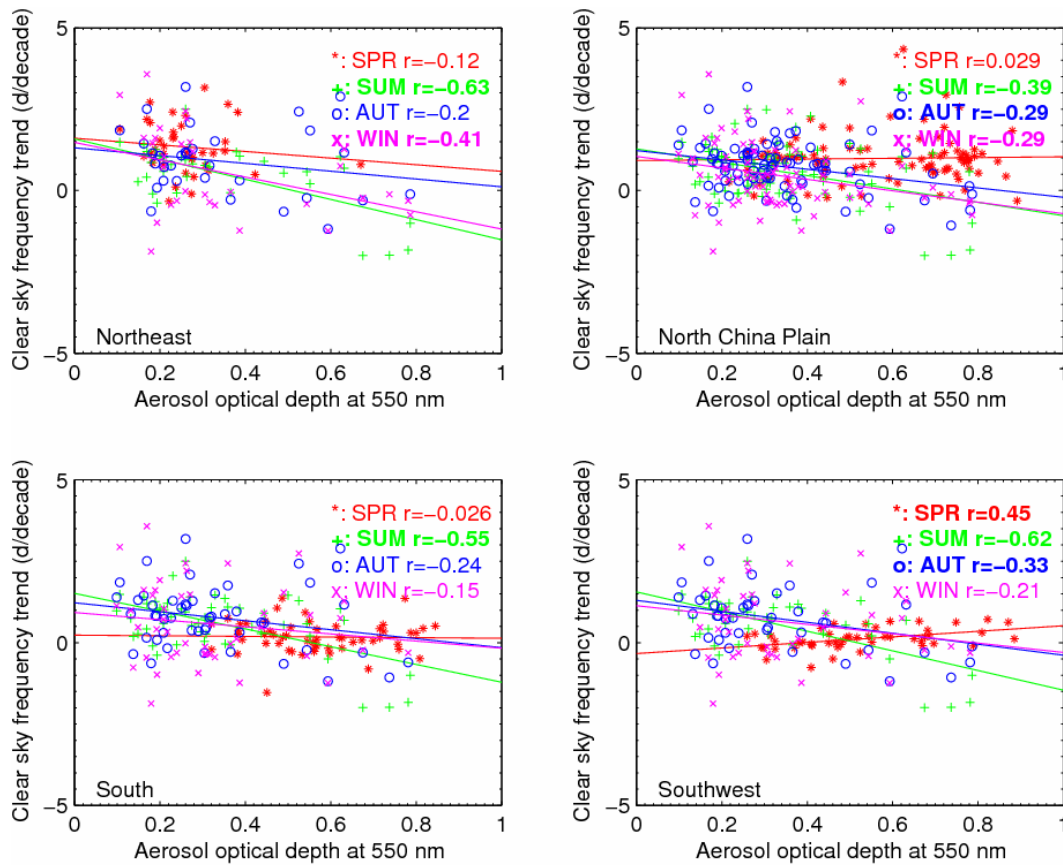 5
*: SPR r=−0.12
+: SUM r=−0.63
o: AUT r=−0.2
x: WIN r=−0.41
0
−5
Northeast
0 0.2 0.4 0.6 0.8 1
Aerosol optical depth at 550 nm
Clear sky frequency trend (d/decade)
5
*: SPR r=0.029
+: SUM r=−0.39
o: AUT r=−0.29
x: WIN r=−0.29
0
−5
North China Plain
0 0.2 0.4 0.6 0.8 1
Aerosol optical depth at 550 nm
Clear sky frequency trend (d/decade)
5
*: SPR r=−0.026
+: SUM r=−0.55
o: AUT r=−0.24
x: WIN r=−0.15
0
−5
South
0 0.2 0.4 0.6 0.8 1
Aerosol optical depth at 550 nm
Clear sky frequency trend (d/decade)
5
*: SPR r=0.45
+: SUM r=−0.62
o: AUT r=−0.33
x: WIN r=−0.21
0
−5
Southwest
0 0.2 0.4 0.6 0.8 1
Aerosol optical depth at 550 nm
Clear sky frequency trend (d/decade)